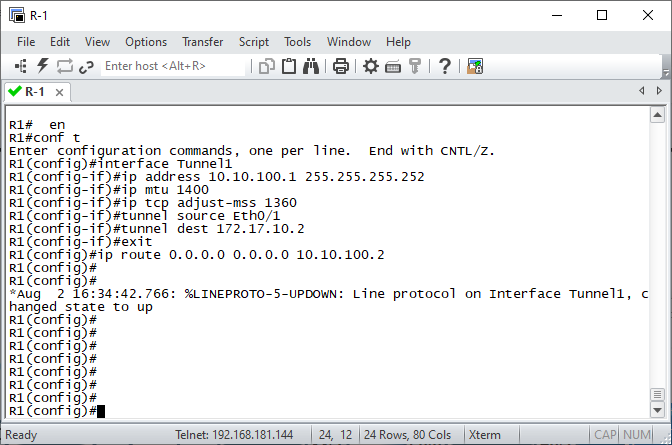 R-1
File Edit View Options Transfer Script Tools Window Help
Enter host <Alt+R>
R-1
R1#  en
R1#conf t
Enter configuration commands, one per line.  End with CNTL/Z.
R1(config)#interface Tunnel1
R1(config-if)#ip address 10.10.100.1 255.255.255.252
R1(config-if)#ip mtu 1400
R1(config-if)#ip tcp adjust-mss 1360
R1(config-if)#tunnel source Eth0/1
R1(config-if)#tunnel dest 172.17.10.2
R1(config-if)#exit
R1(config)#ip route 0.0.0.0 0.0.0.0 10.10.100.2
R1(config)#
R1(config)#
*Aug  2 16:34:42.766: %LINEPROTO-5-UPDOWN: Line protocol on Interface Tunnel1, c
hanged state to up
R1(config)#
R1(config)#
R1(config)#
R1(config)#
R1(config)#
R1(config)#
R1(config)#
R1(config)#
Telnet: 192.168.181.144 24, 12 24 Rows, 80 Cols Xterm CAP NUM